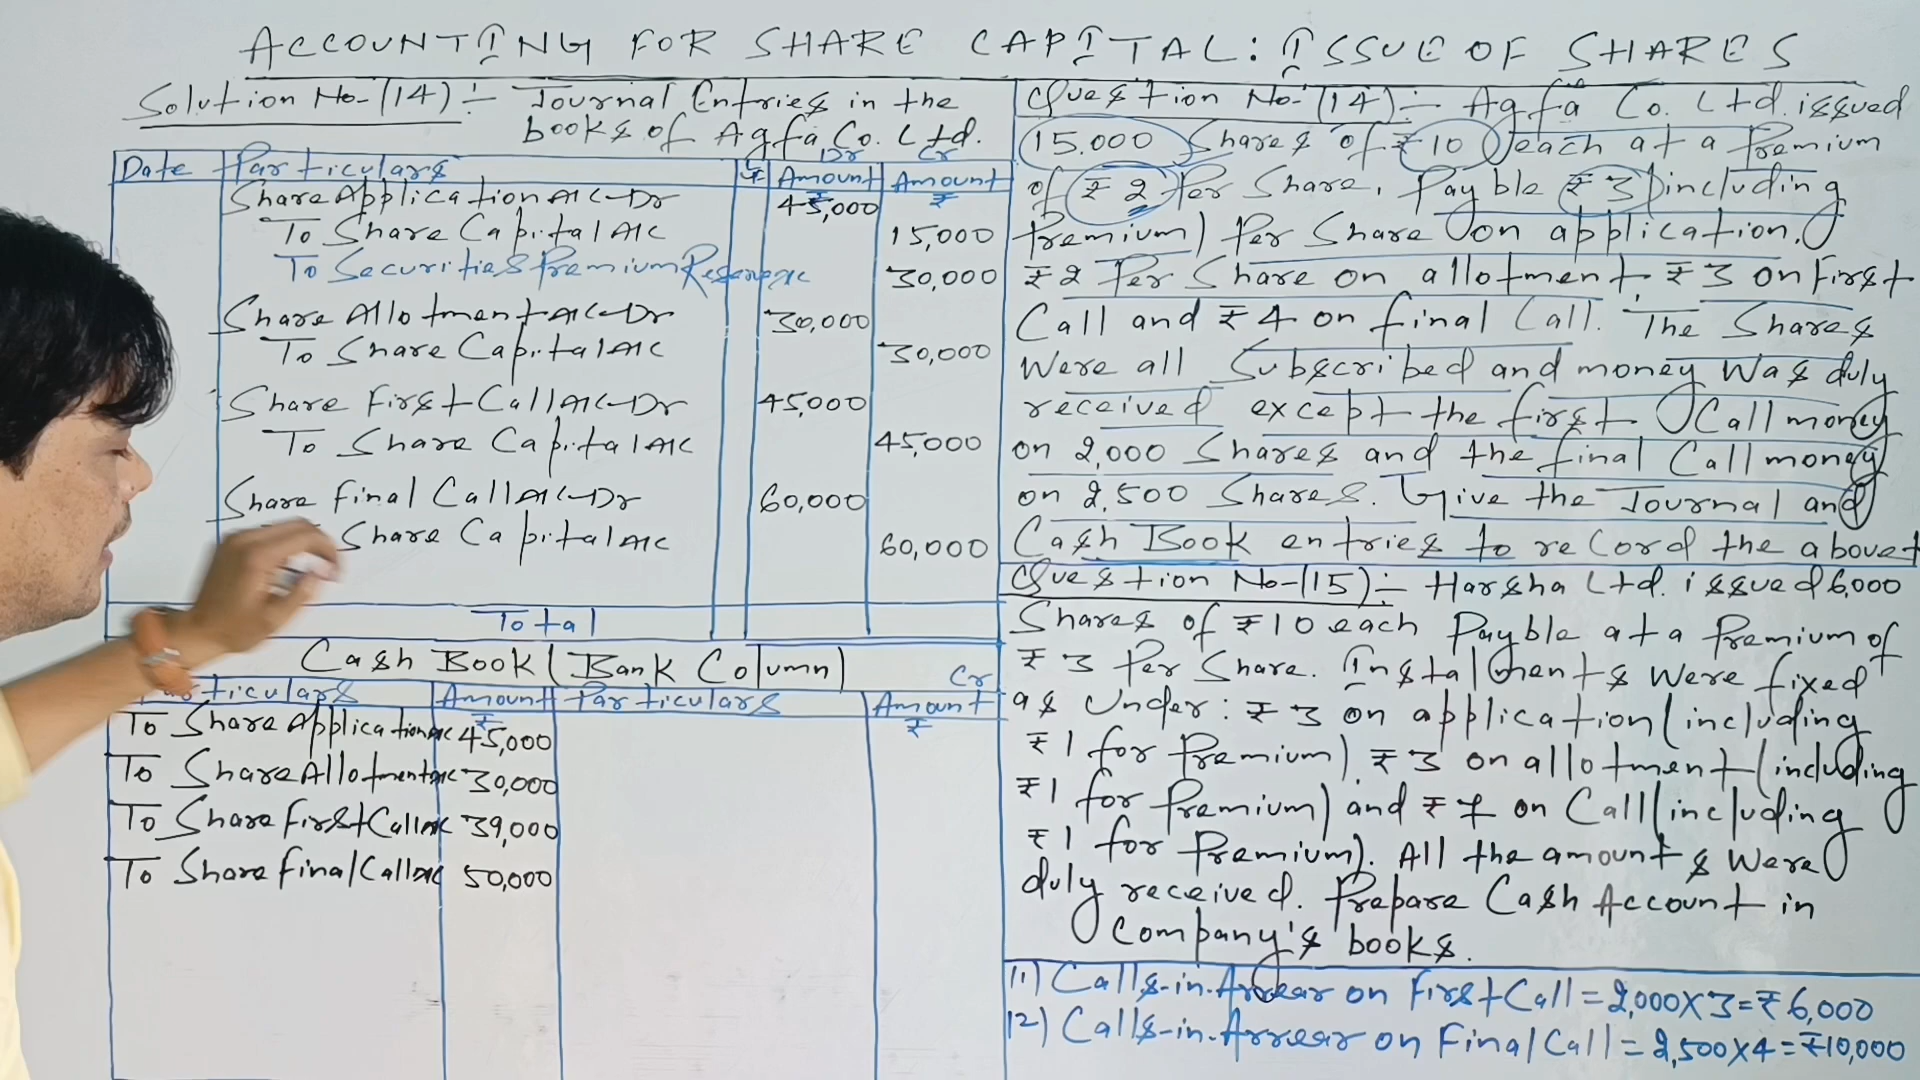 ACCOUNTING FOR SHARE CAPITAL: ISSUE OF SHARES
Solution No-(14):- Journal Entries in the
books of Agfa Co. Ltd.
Date Particulars L.F Dr Amount ₹ Cr Amount ₹
Share Application A/c-Dr 45,000
To Share Capital A/c 15,000
To Securities Premium Reserve A/c 30,000
Share Allotment A/c-Dr 30,000
To Share Capital A/c 30,000
Share First Call A/c-Dr 45,000
To Share Capital A/c 45,000
Share Final Call A/c-Dr 60,000
Share Capital A/c 60,000
Total
Cash Book (Bank Column) Cr
Particulars Amount ₹ Particulars Amount ₹
To Share Application A/c 45,000
To Share Allotment A/c 30,000
To Share First Call A/c 39,000
To Share Final Call A/c 50,000
Question No-(14):- Agfa Co. Ltd. issued
15,000 Shares of ₹10 each at a Premium
of ₹2 Per Share, Payble ₹3 (including
Premium) Per Share on application,
₹2 Per Share on allotment, ₹3 on First
Call and ₹4 on final Call. The Shares
Were all Subscribed and money Was duly
received except the first Call money
on 2,000 Shares and the final Call money
on 2,500 Shares. Give the Journal and
Cash Book entries to record the above.
Question No-(15):- Harsha Ltd. issued 6,000
Shares of ₹10 each Payble at a Premium of
₹3 Per Share. Instalments Were fixed
as Under: ₹3 on application (including
₹1 for Premium), ₹3 on allotment (including
₹1 for Premium) and ₹7 on Call (including
₹1 for Premium). All the amounts Were
duly received. Prepare Cash Account in
Company's books.
11) Calls-in-Arrear on First Call = 2,000×3=₹6,000
12) Calls-in-Arrear on Final Call = 2,500×4=₹10,000